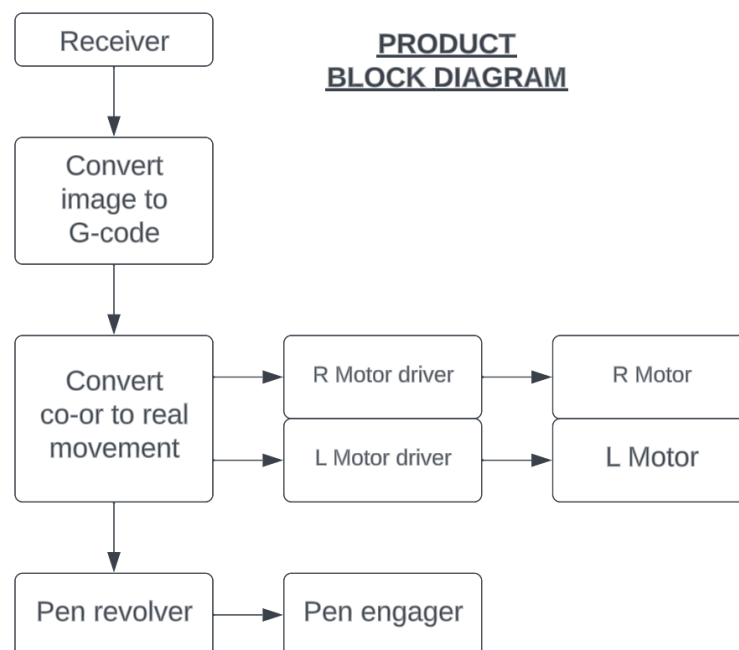 Receiver
PRODUCT
BLOCK DIAGRAM
Convert
image to
G-code
Convert
co-or to real
movement
R Motor driver
R Motor
L Motor driver
L Motor
Pen revolver
Pen engager